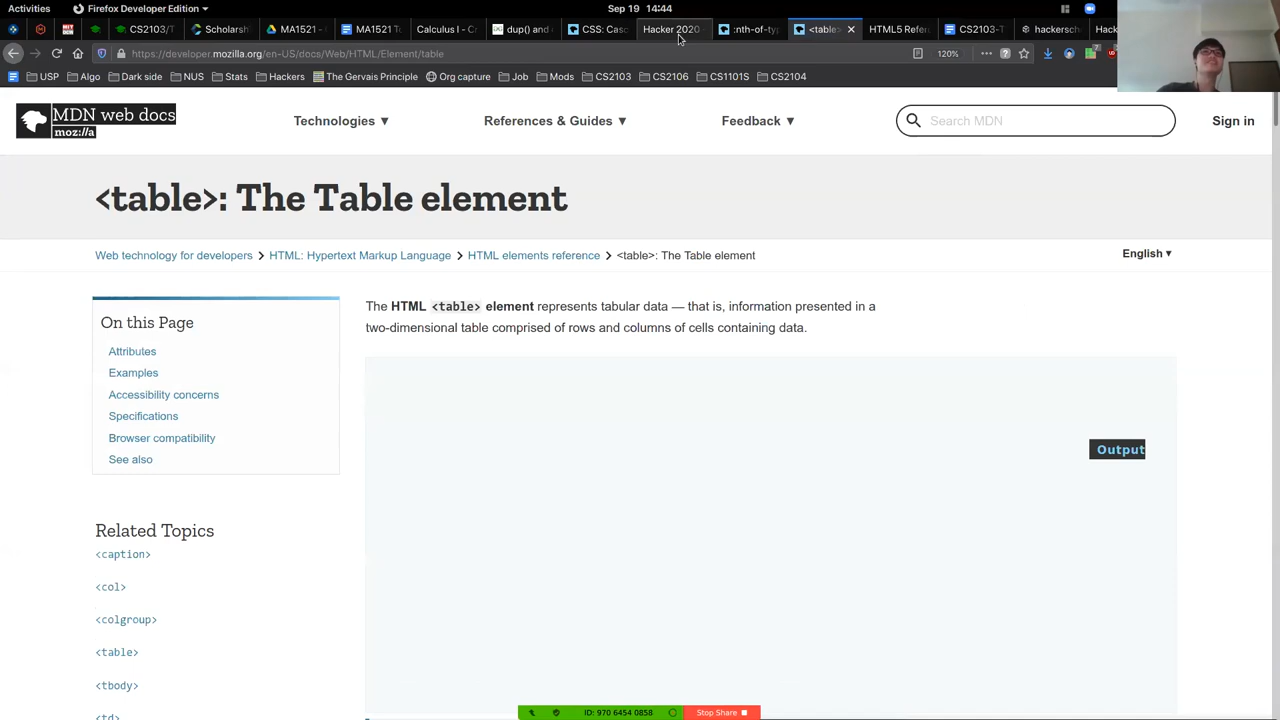 Activities
Firefox Developer Edition ▾
Sep 19 14:44
CS2103/T
Scholarsh
MA1521 -
MA1521 To
Calculus I - C
dup() and
CSS: Casc
Hacker 2020
:nth-of-typ
<table>
HTML5 Refe
CS2103-T
hackersch
Hac
https://developer.mozilla.org/en-US/docs/Web/HTML/Element/table
120%
USP
Algo
Dark side
NUS
Stats
Hackers
The Gervais Principle
Org capture
Job
Mods
CS2103
CS2106
CS1101S
CS2104
MDN web docs
moz://a
Technologies ▼
References & Guides ▼
Feedback ▼
Search MDN
Sign in
<table>: The Table element
Web technology for developers > HTML: Hypertext Markup Language > HTML elements reference > <table>: The Table element
English ▾
On this Page
Attributes
Examples
Accessibility concerns
Specifications
Browser compatibility
See also
Related Topics
<caption>
<col>
<colgroup>
<table>
<tbody>
<td>
The HTML <table> element represents tabular data — that is, information presented in a
two-dimensional table comprised of rows and columns of cells containing data.
Output
ID: 970 6454 0858
Stop Share